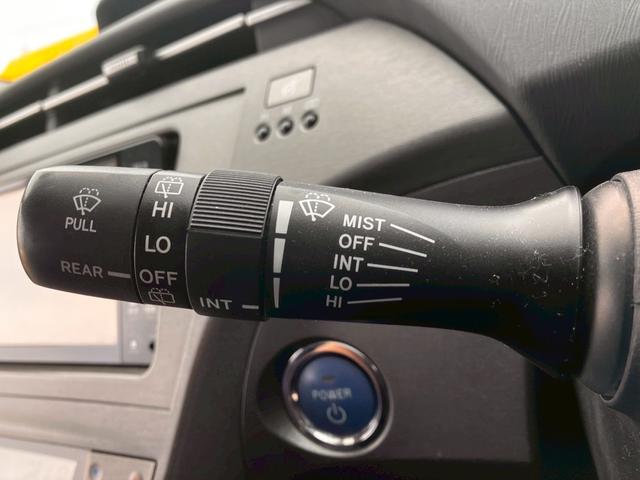 PULL
REAR
HI
LO
OFF
INT
MIST
OFF
INT
LO
HI
POWER